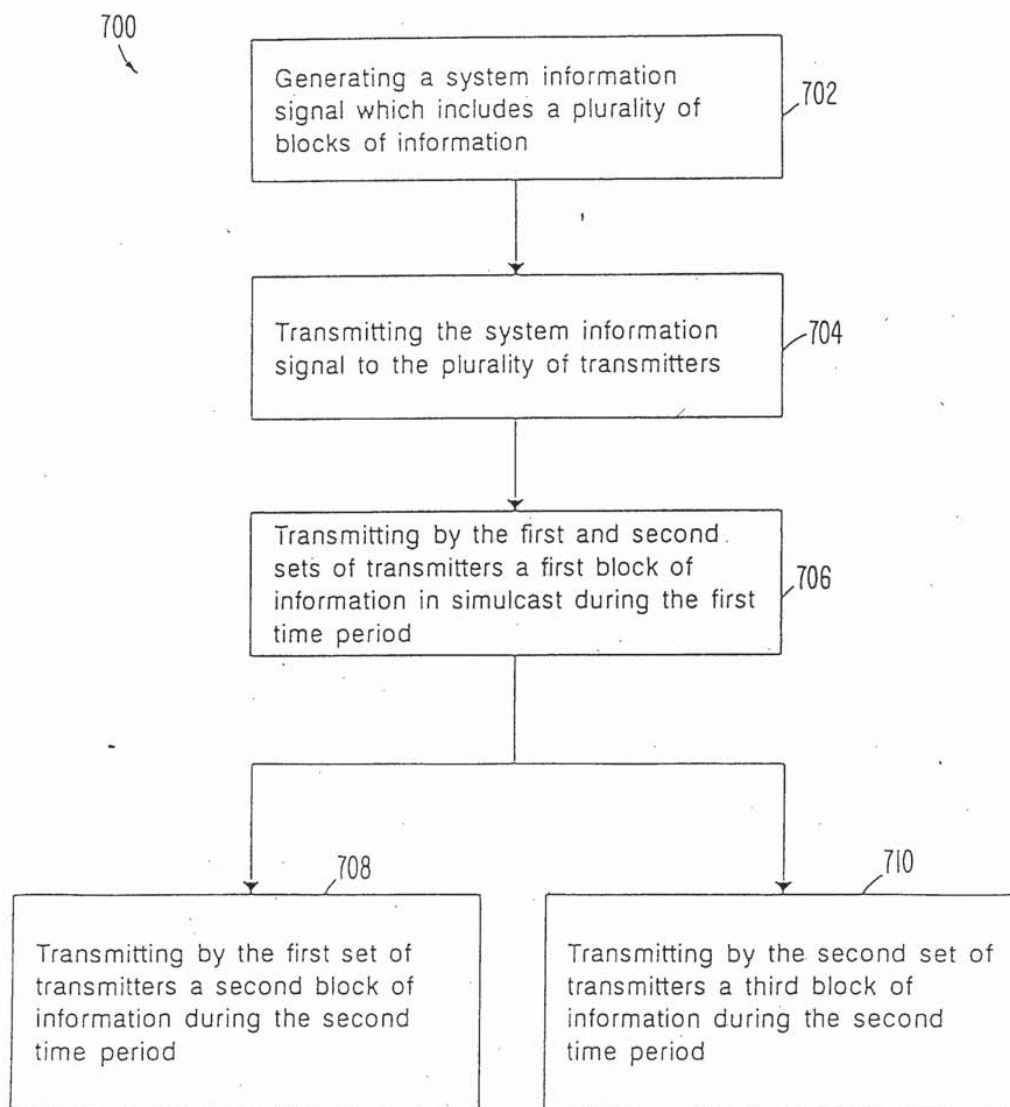 700
Generating a system information
signal which includes a plurality of
blocks of information
702
Transmitting the system information
signal to the plurality of transmitters
704
Transmitting by the first and second
sets of transmitters a first block of
information in simulcast during the first
time period
706
708
Transmitting by the first set of
transmitters a second block of
information during the second
time period
710
Transmitting by the second set of
transmitters a third block of
information during the second
time period